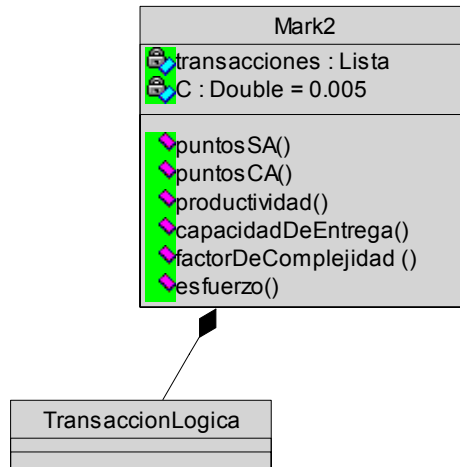 Mark2
transacciones : Lista
C : Double = 0.005
puntosSA()
puntosCA()
productividad()
capacidadDeEntrega()
factorDeComplejidad ()
esfuerzo()
TransaccionLogica